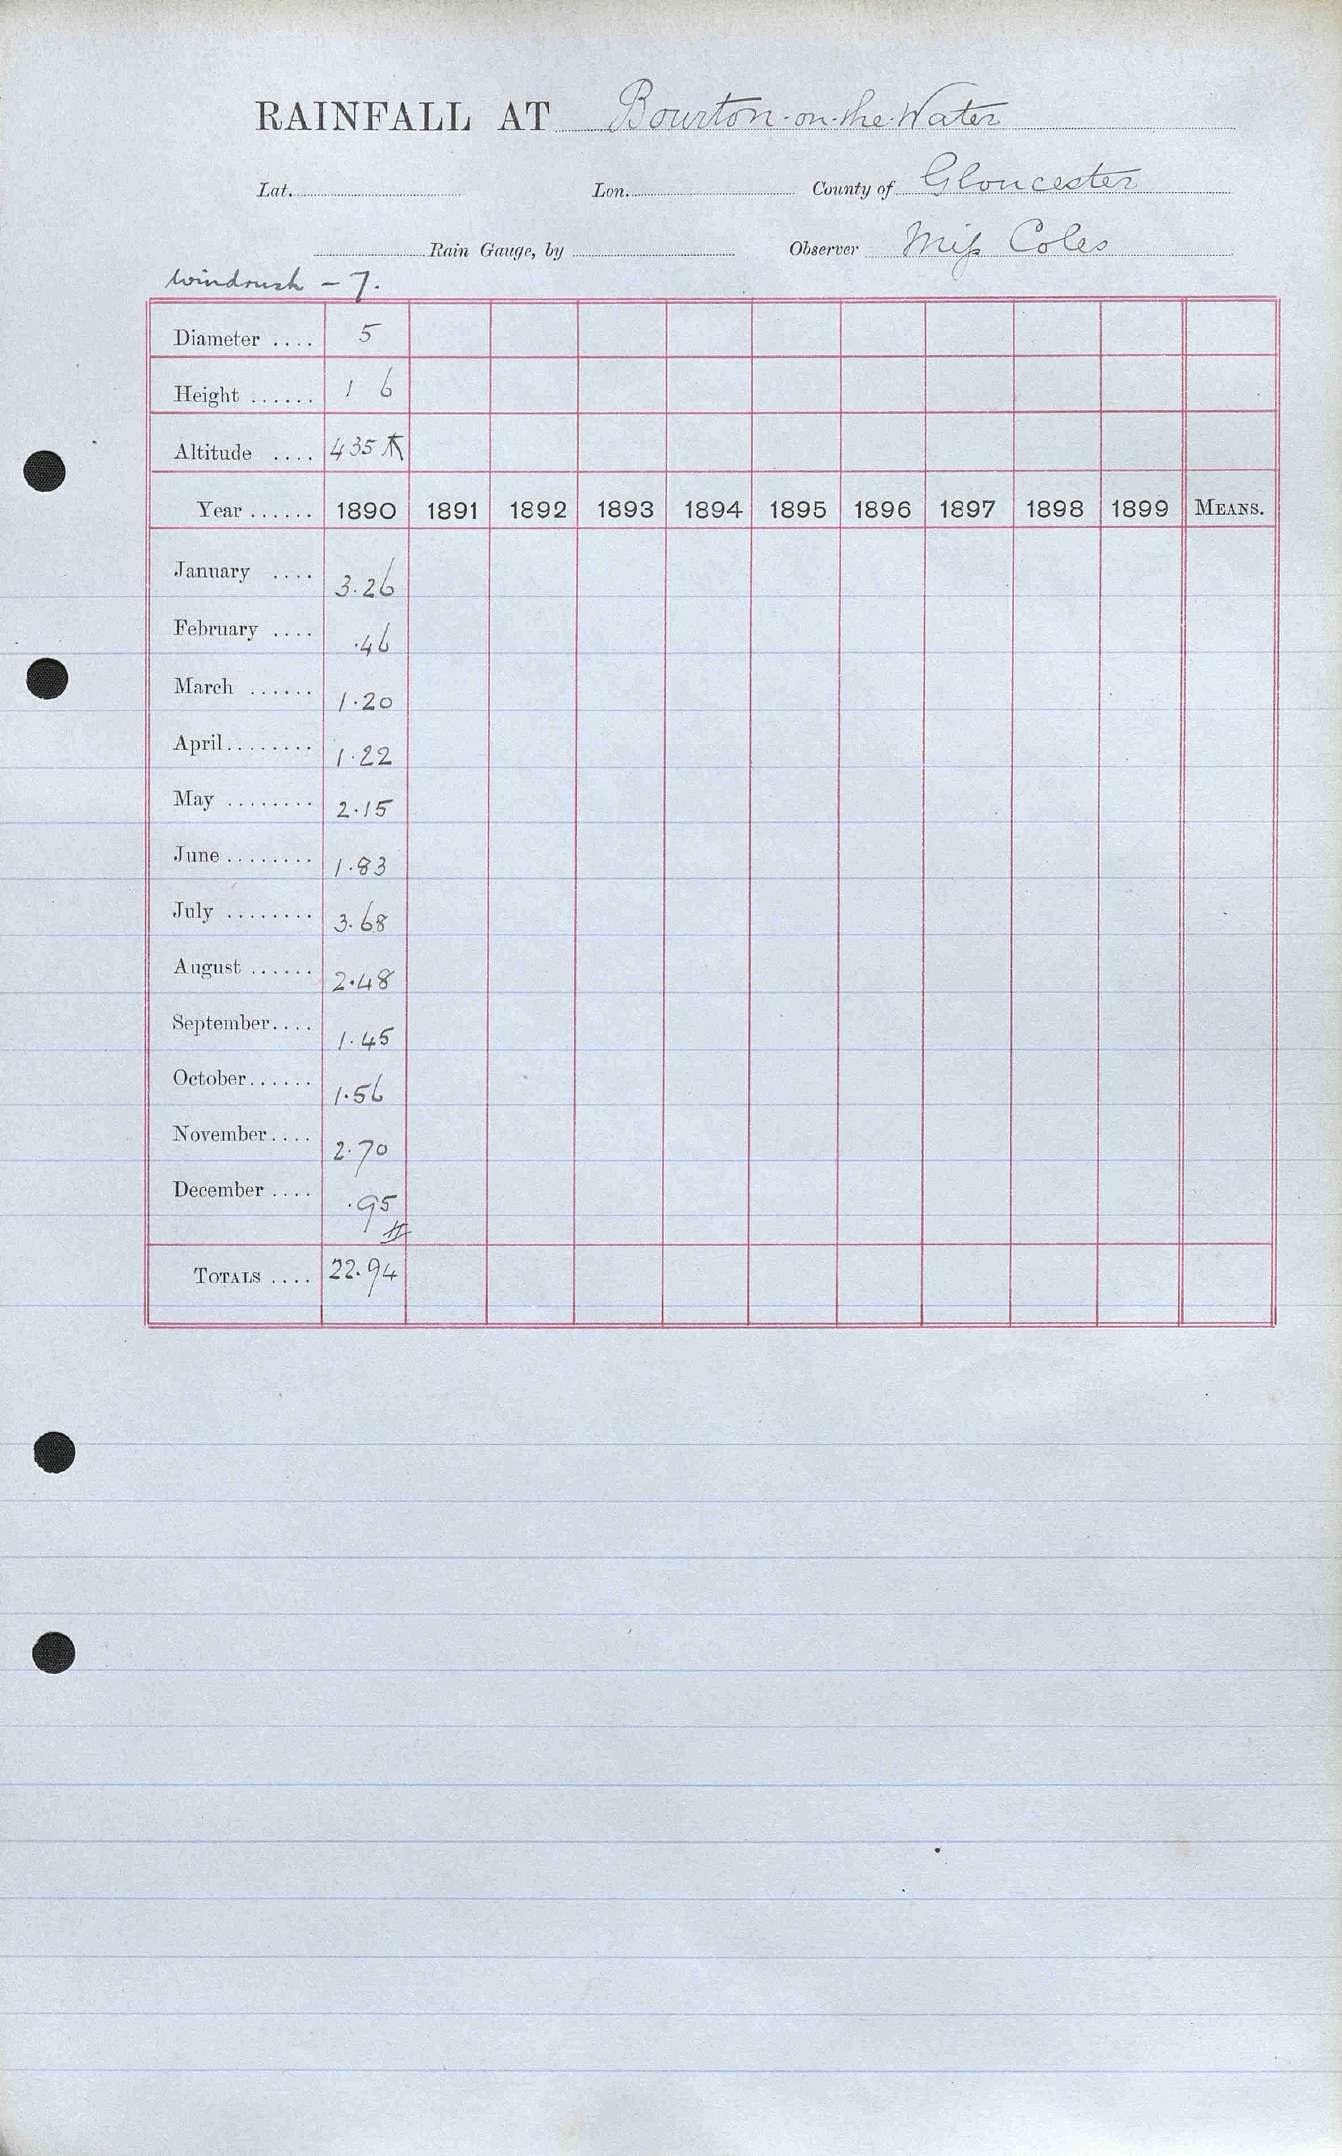 RAINFALL AT Bourton-on-the-Water
Lat. Lon. County of Gloucester
Rain Gauge, by Observer Miss Coles
Windrush - 7.
Diameter .... 5
Height ...... 1 6
Altitude .... 435
Year ...... 1890 1891 1892 1893 1894 1895 1896 1897 1898 1899 MEANS.
January .... 3.26
February .... .46
March ...... 1.20
April........ 1.22
May ........ 2.15
June ........ 1.83
July ........ 3.68
August ...... 2.48
September.... 1.45
October...... 1.56
November.... 2.70
December .... .95
TOTALS .... 22.94